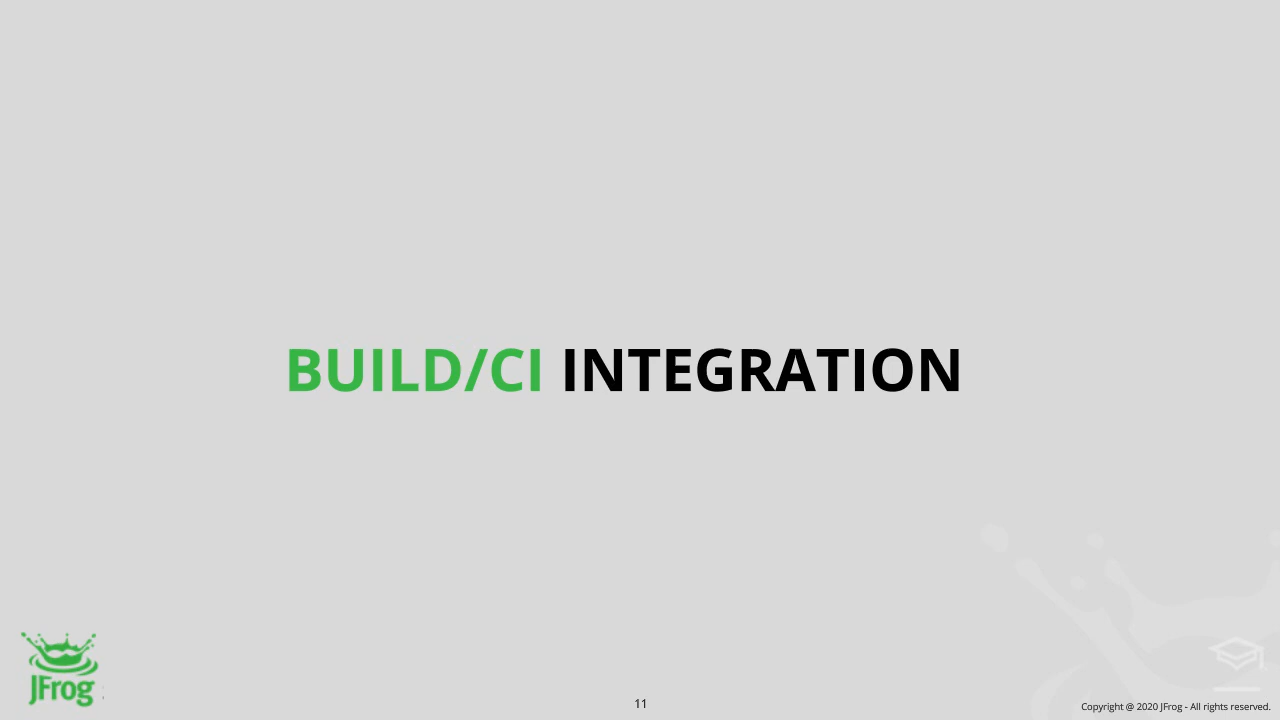 BUILD/CI INTEGRATION
JFrog
11
Copyright @ 2020 JFrog - All rights reserved.